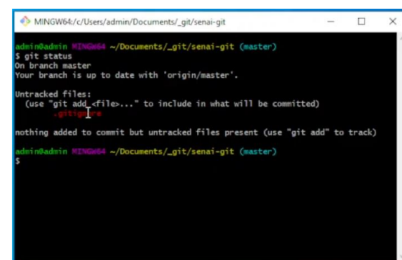 MINGW64:/c/Users/admin/Documents/_git/senai-git
admin@admin MINGW64 ~/Documents/_git/senai-git (master)
$ git status
On branch master
Your branch is up to date with 'origin/master'.
Untracked files:
(use "git add <file>..." to include in what will be committed)
.gitignore
nothing added to commit but untracked files present (use "git add" to track)
admin@admin MINGW64 ~/Documents/_git/senai-git (master)
$